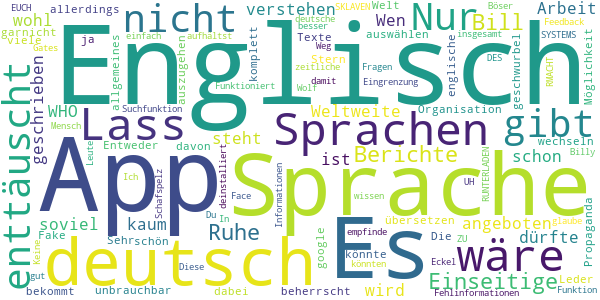 EUCH allerdings nicht verstehen Nur Welt SKLAVEN Böser Arbeit
wohl garnicht ja Englisch deutsche besser Wen Bill auswählen Feedback
viele Gates einfach aufhältst Texte insgesamt SYSTEMS
geschrieben allgemeines auszugehen komplett Weg Stern Fragen englische DES geschwurbel RMACHT Möglichkeit
WHO Lass Funktioniert zeitliche Wolf damit Eingrenzung
Mensch Suchfunktion Weltweite Organisation gibt
enttäuscht Entweder davon steht Sprachen wechseln
Leute App Ich deinstalliert ist Berichte schon Billy
Schafspelz Sprache UH RUNTERLADEN
soviel kaum Du In Face Informationen wissen übersetzen angeboten glaube Propaganda
Fake Sehrschön Ruhe Es empfinde Die ZU wäre dürfte
Keine deutsch Diese google könnte Eckel Einseitige
gut bekommt unbrauchbar dabei beherrscht könnten wird Fehlinformationen Leder Funktion